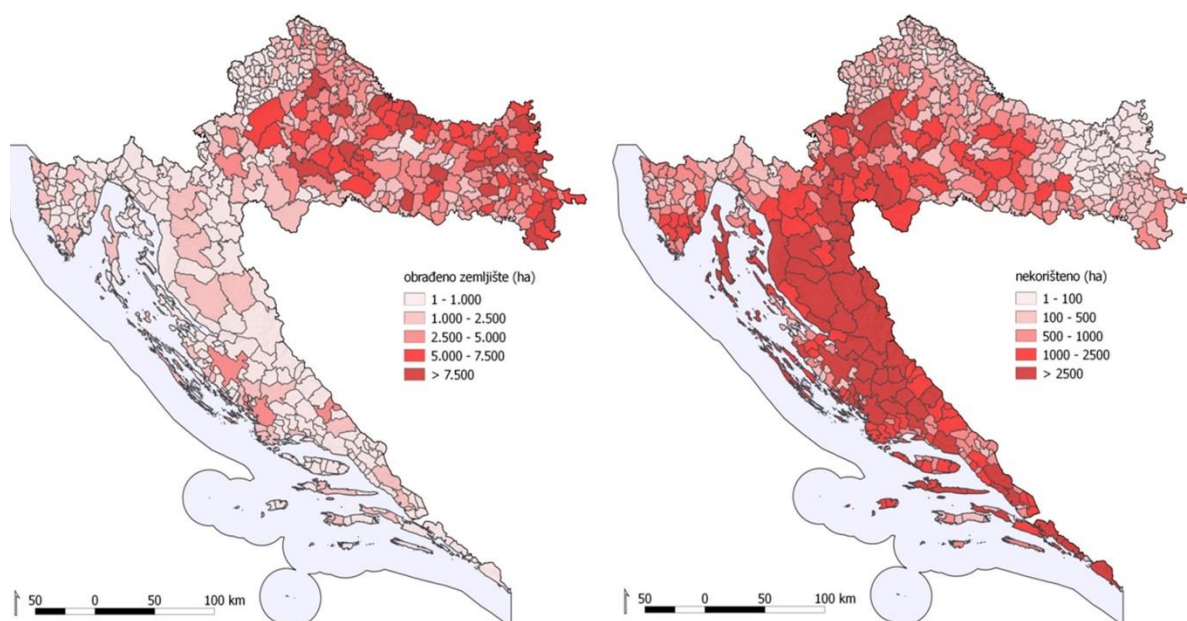 obrađeno zemljište (ha)
1 - 1.000
1.000 - 2.500
2.500 - 5.000
5.000 - 7.500
> 7.500
50 0 50 100 km
nekorišteno (ha)
1 - 100
100 - 500
500 - 1000
1000 - 2500
> 2500
50 0 50 100 km